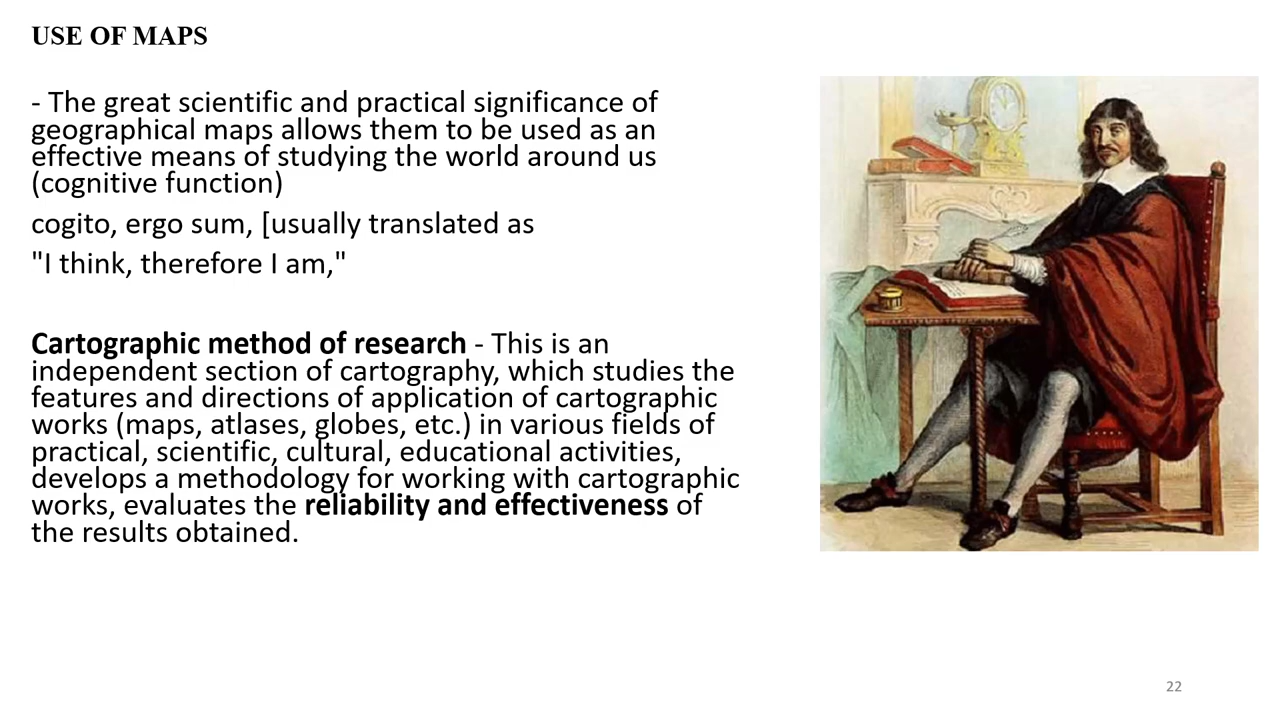 USE OF MAPS
- The great scientific and practical significance of
geographical maps allows them to be used as an
effective means of studying the world around us
(cognitive function)
cogito, ergo sum, [usually translated as
"I think, therefore I am,"
Cartographic method of research - This is an
independent section of cartography, which studies the
features and directions of application of cartographic
works (maps, atlases, globes, etc.) in various fields of
practical, scientific, cultural, educational activities,
develops a methodology for working with cartographic
works, evaluates the reliability and effectiveness of
the results obtained.
22